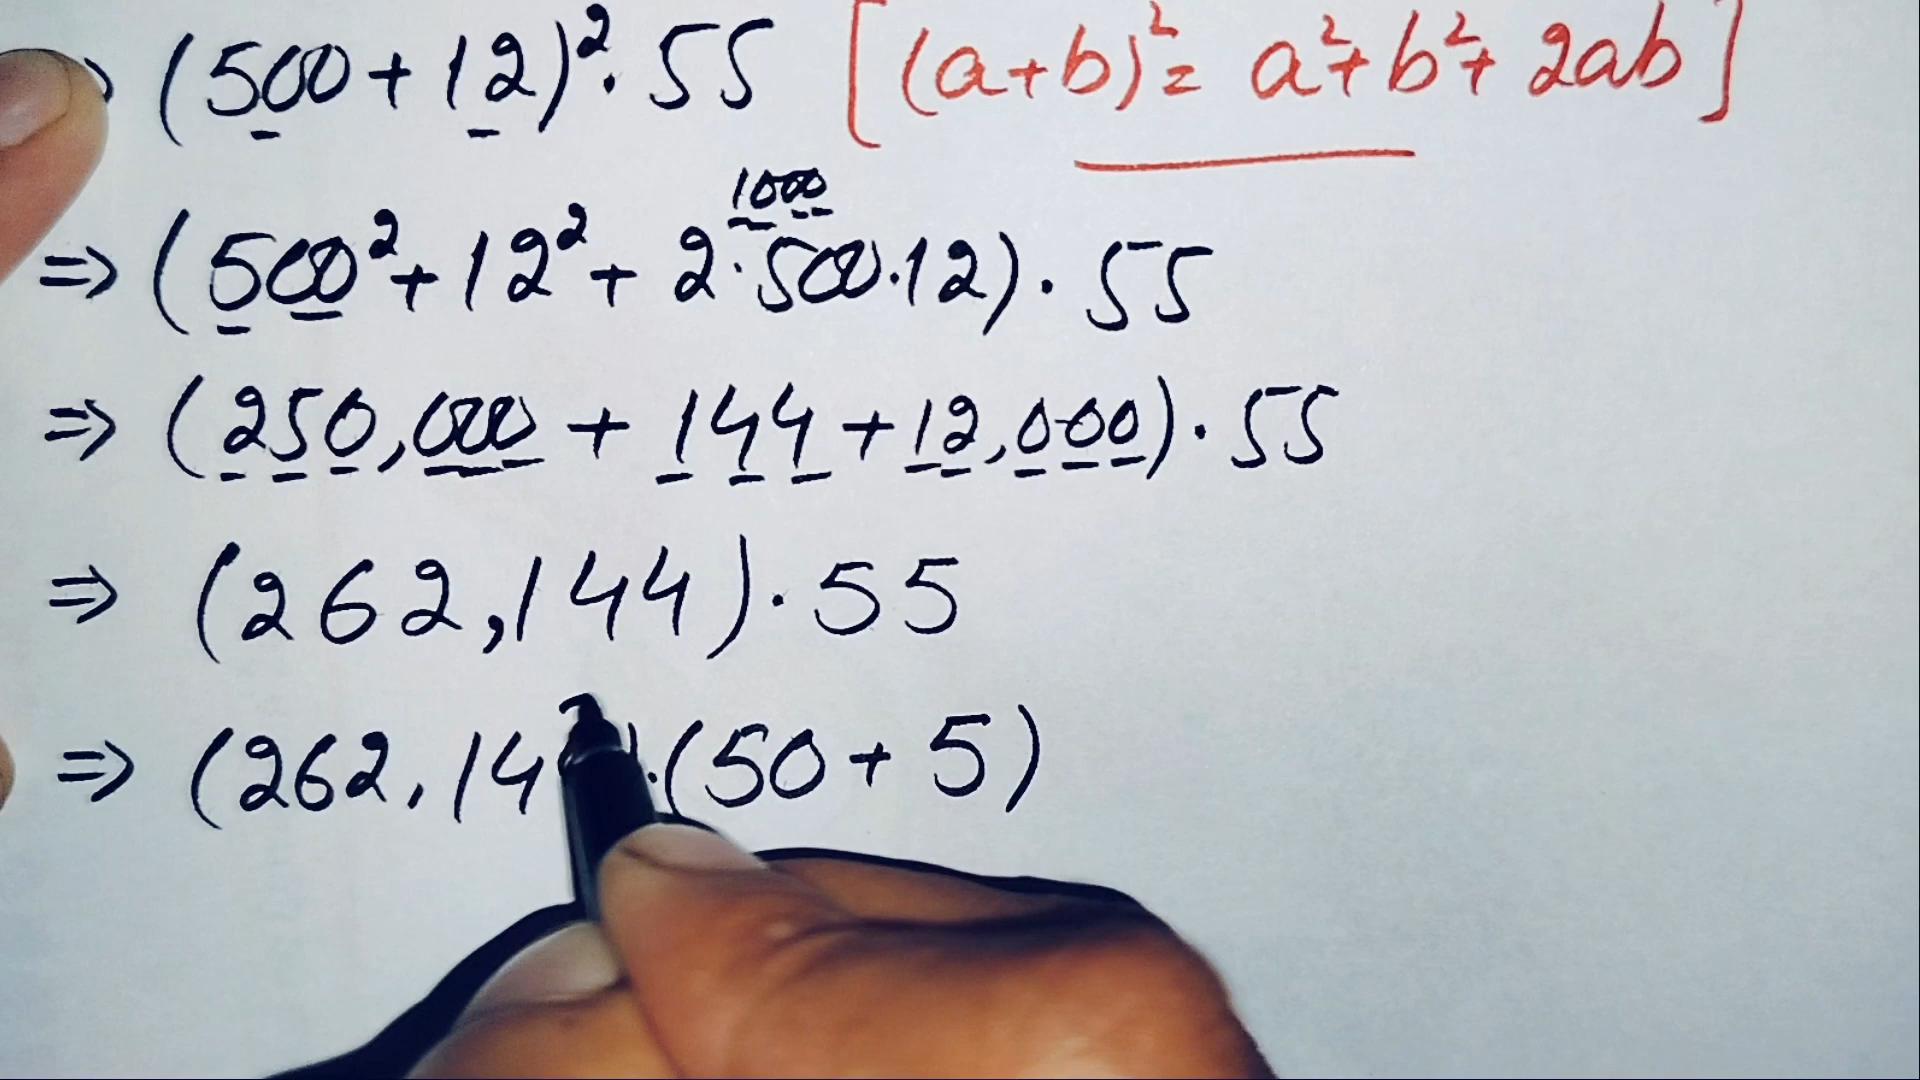 ⇒ (500+12)²·55 [(a+b)²= a²+b²+2ab]
1000
⇒ (500²+12²+2·500·12)·55
⇒ (250,000+144+12,000)·55
⇒ (262,144)·55
⇒ (262,14 )·(50+5)